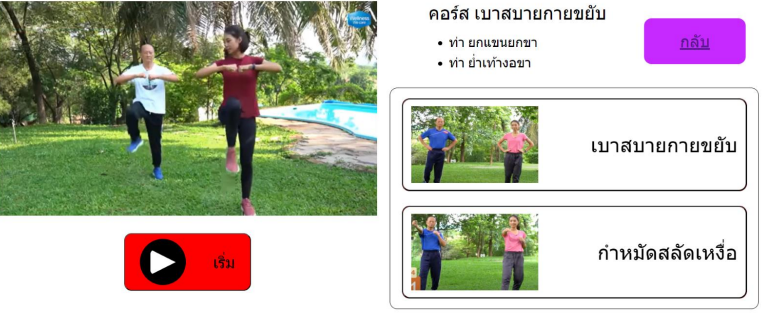 Wellness
เริ่ม
คอร์ส เบาสบายกายขยับ
ท่า ยกแขนยกขา
ท่า ย่ำเท้างอขา
กลับ
เบาสบายกายขยับ
กำหมัดสลัดเหงื่อ